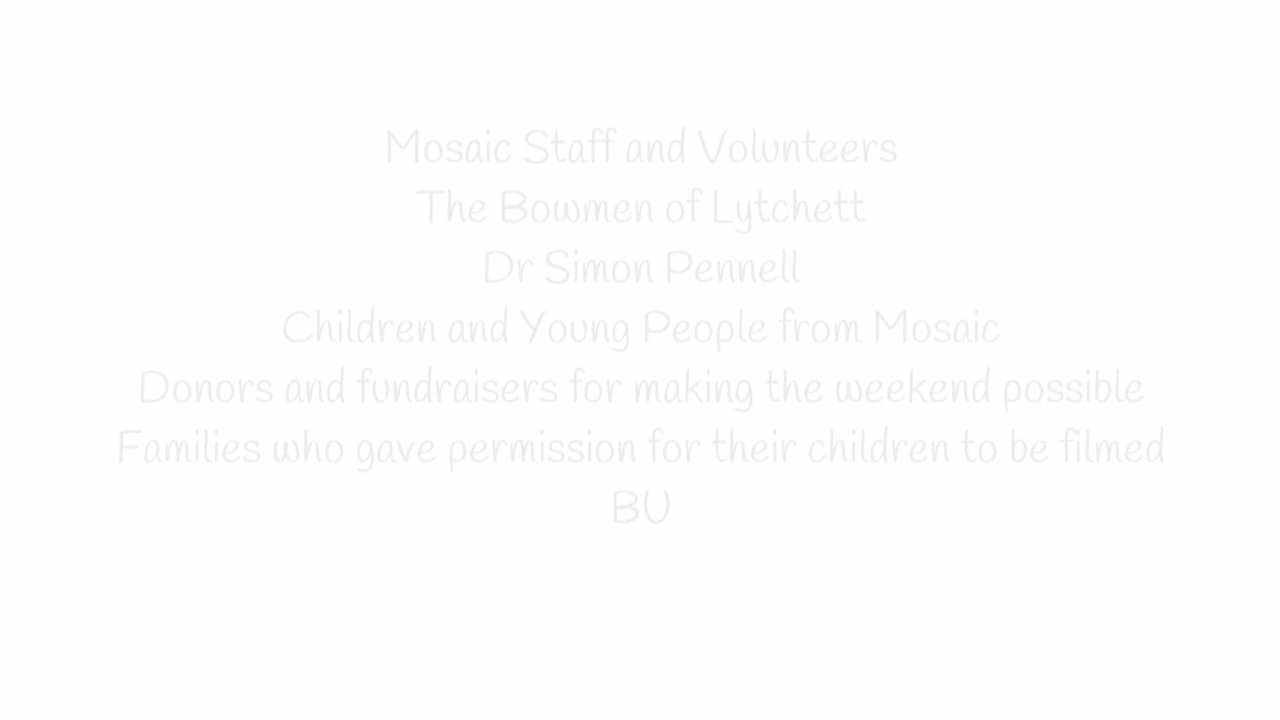 Mosaic Staff and Volunteers
The Bowmen of Lytchett
Dr Simon Pennell
Children and Young People from Mosaic
Donors and fundraisers for making the weekend possible
Families who gave permission for their children to be filmed
BU